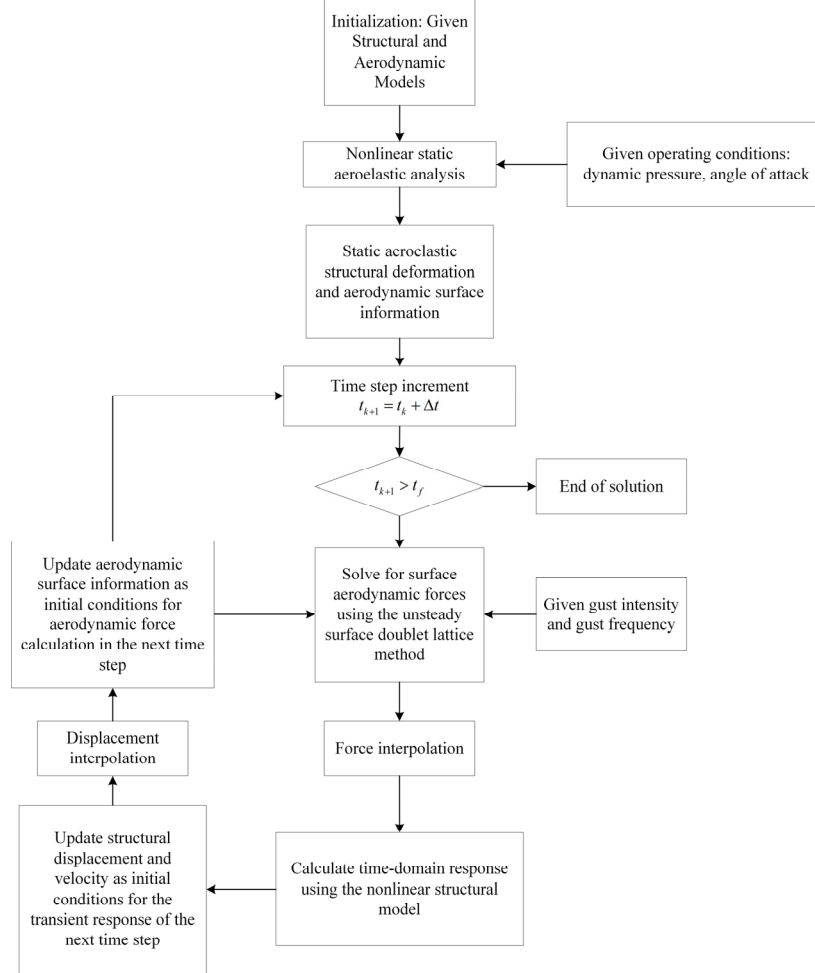 Initialization: Given
Structural and
Aerodynamic
Models
Nonlinear static
aeroelastic analysis
Given operating conditions:
dynamic pressure, angle of attack
Static acroclastic
structural deformation
and aerodynamic surface
information
Time step increment
t_{k+1} = t_k + Δt
t_{k+1} > t_f
End of solution
Update aerodynamic
surface information as
initial conditions for
aerodynamic force
calculation in the next time
step
Solve for surface
aerodynamic forces
using the unsteady
surface doublet lattice
method
Given gust intensity
and gust frequency
Displacement
intcrpolation
Force interpolation
Update structural
displacement and
velocity as initial
conditions for the
transient response of the
next time step
Calculate time-domain response
using the nonlinear structural
model